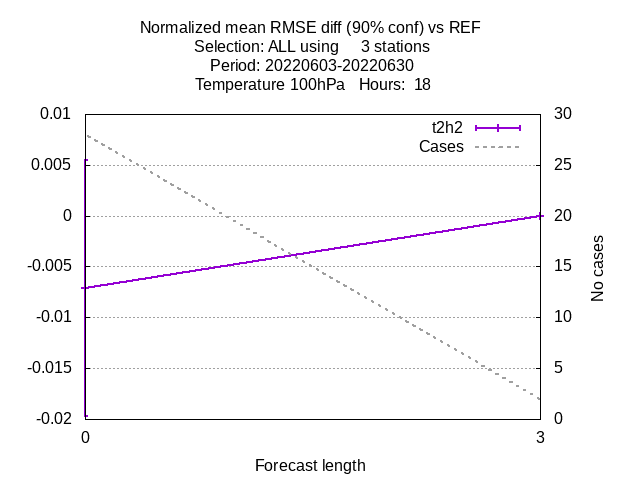 Normalized mean RMSE diff (90% conf) vs REF
Selection: ALL using     3 stations
Period: 20220603-20220630
Temperature 100hPa   Hours:  18
t2h2
Cases
0.01
0.005
0
-0.005
-0.01
-0.015
-0.02
30
25
20
15
10
5
0
No cases
0
3
Forecast length